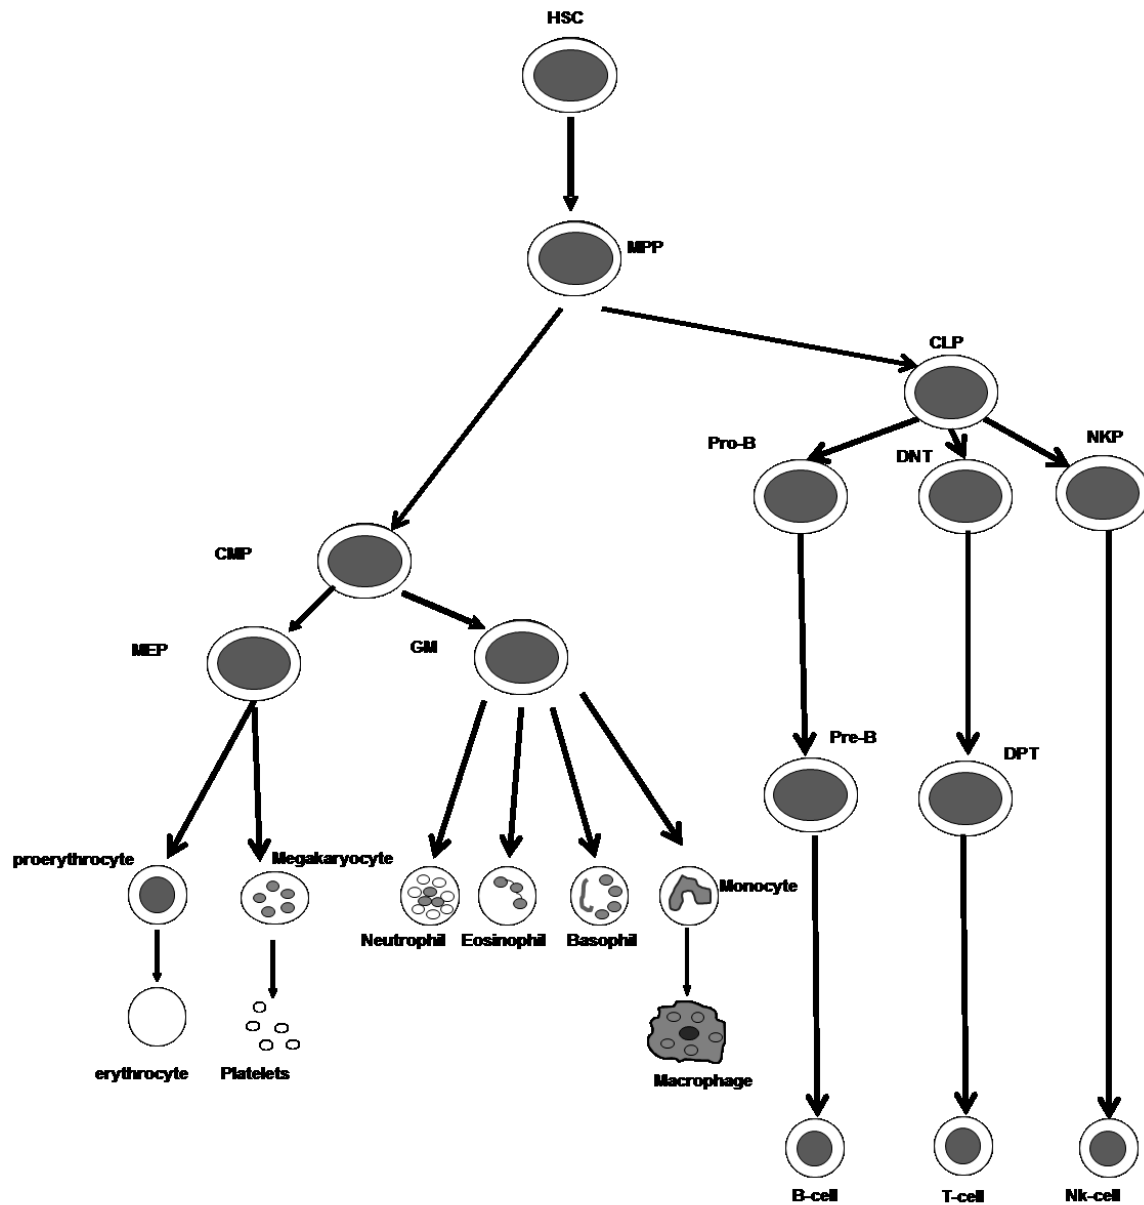 HSC
MPP
CLP
Pro-B
DNT
NKP
CMP
MEP
GM
Pre-B
DPT
proerythrocyte
Megakaryocyte
Monocyte
Neutrophil
Eosinophil
Basophil
erythrocyte
Platelets
Macrophage
B-cell
T-cell
Nk-cell